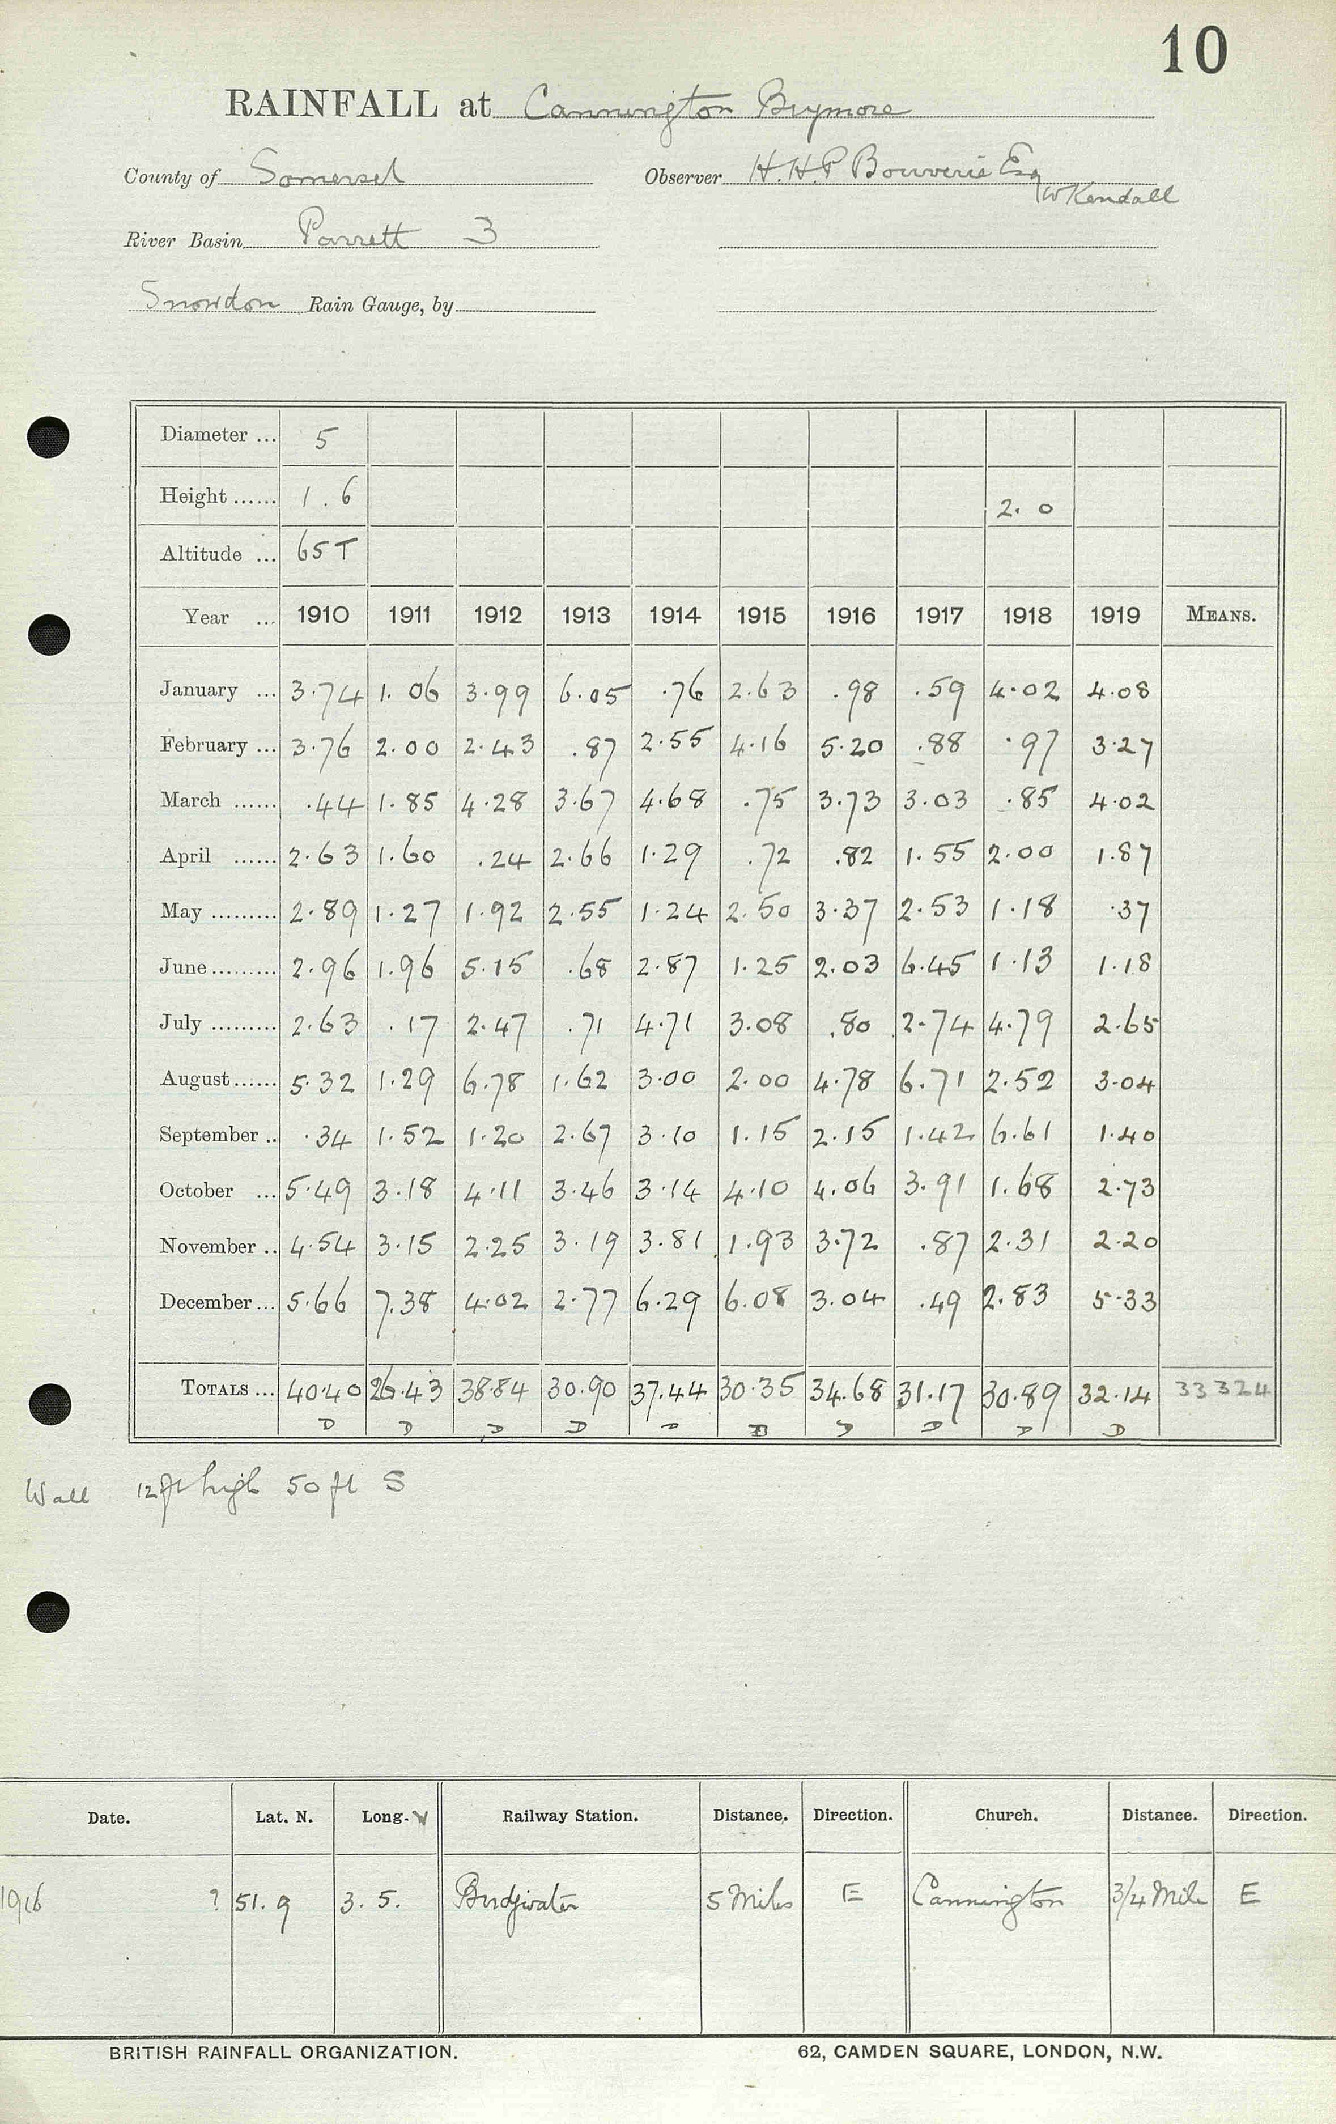 10
RAINFALL at Cannington Brymore
County of Somerset Observer H.H.P Bouverie Esq
W Kendall
River Basin Parrett 3
Snowdon Rain Gauge, by
Diameter ... 5
Height ...... 1.6 2.0
Altitude ... 65T
Year ... 1910 1911 1912 1913 1914 1915 1916 1917 1918 1919 MEANS.
January ... 3.74 1.06 3.99 6.05 .76 2.63 .98 .59 4.02 4.08
February ... 3.76 2.00 2.43 .87 2.55 4.16 5.20 .88 .97 3.27
March ...... .44 1.85 4.28 3.67 4.68 .75 3.73 3.03 .85 4.02
April ...... 2.63 1.60 .24 2.66 1.29 .72 .82 1.55 2.00 1.87
May ......... 2.89 1.27 1.92 2.55 1.24 2.50 3.37 2.53 1.18 .37
June ......... 2.96 1.96 5.15 .68 2.87 1.25 2.03 6.45 1.13 1.18
July ......... 2.63 .17 2.47 .71 4.71 3.08 .80 2.74 4.79 2.65
August ...... 5.32 1.29 6.78 1.62 3.00 2.00 4.78 6.71 2.52 3.04
September .. .34 1.52 1.20 2.67 3.10 1.15 2.15 1.42 6.61 1.40
October ... 5.49 3.18 4.11 3.46 3.14 4.10 4.06 3.91 1.68 2.73
November .. 4.54 3.15 2.25 3.19 3.81 1.93 3.72 .87 2.31 2.20
December ... 5.66 7.38 4.02 2.77 6.29 6.08 3.04 .49 2.83 5.33
TOTALS ... 40.40 26.43 38.84 30.90 37.44 30.35 34.68 31.17 30.89 32.14 33324
D D D D D D D D D D
Wall 12ft high 50 ft S
Date. Lat. N. Long. W Railway Station. Distance. Direction. Church. Distance. Direction.
1916 ? 51.9 3.5. Bridgwater 5 Miles E Cannington 3/4 Mile E
BRITISH RAINFALL ORGANIZATION. 62, CAMDEN SQUARE, LONDON, N.W.